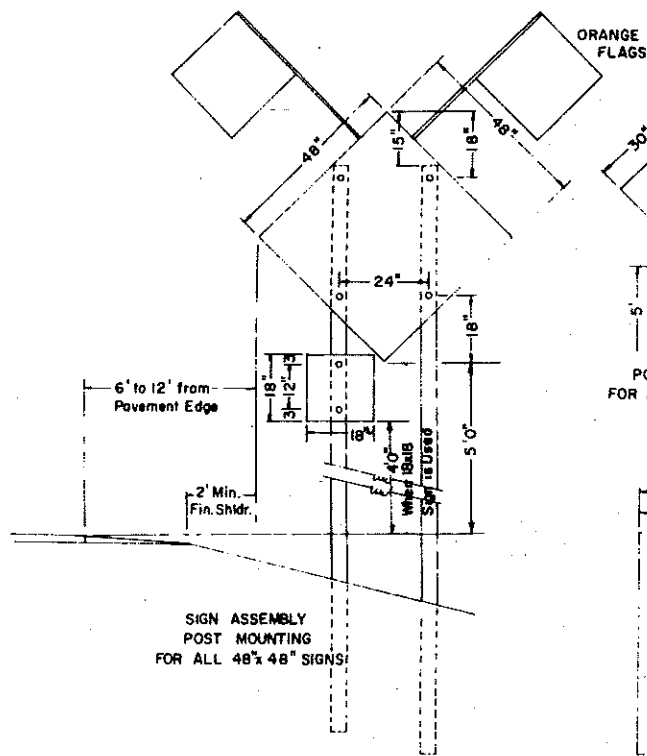 ORANGE
FLAGS
48"
48"
15"
18"
30"
24"
18"
5'
3
12"
3
18"
18"
6' to 12' from
Pavement Edge
PO
FOR
4'0"
When 18x18
Sign is Used
5'0"
2' Min.
Fin. Shldr.
SIGN ASSEMBLY
POST MOUNTING
FOR ALL 48"x 48" SIGNS